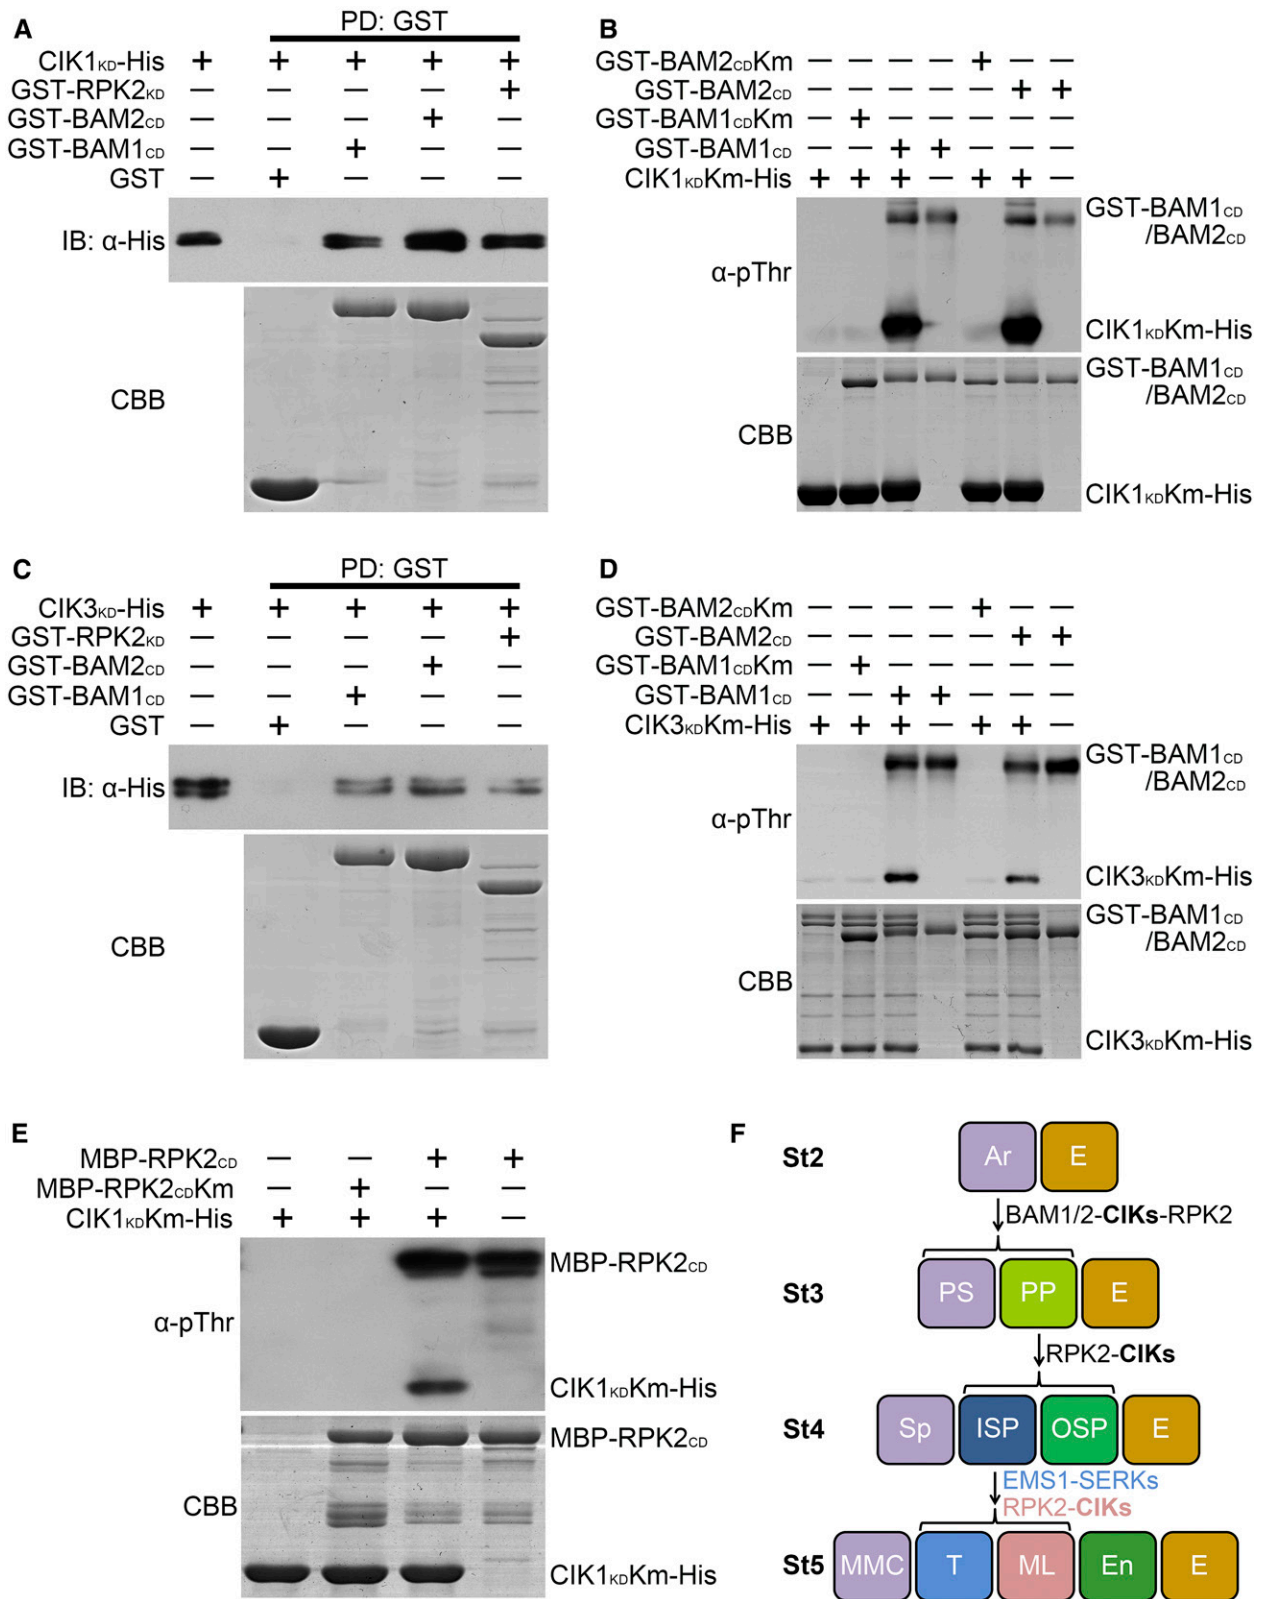 A
PD: GST
CIK1KD-His + + + + +
GST-RPK2KD — — — — +
GST-BAM2CD — — — + —
GST-BAM1CD — — + — —
GST — + — — —
IB: α-His
CBB
B
GST-BAM2CDKm — — — — + — —
GST-BAM2CD — — — — — + +
GST-BAM1CDKm — + — — — — —
GST-BAM1CD — — + + — — —
CIK1KDKm-His + + + — + + —
α-pThr
GST-BAM1CD
/BAM2CD
CIK1KDKm-His
CBB
GST-BAM1CD
/BAM2CD
CIK1KDKm-His
C
PD: GST
CIK3KD-His + + + + +
GST-RPK2KD — — — — +
GST-BAM2CD — — — + —
GST-BAM1CD — — + — —
GST — + — — —
IB: α-His
CBB
D
GST-BAM2CDKm — — — — + — —
GST-BAM2CD — — — — — + +
GST-BAM1CDKm — + — — — — —
GST-BAM1CD — — + + — — —
CIK3KDKm-His + + + — + + —
α-pThr
GST-BAM1CD
/BAM2CD
CIK3KDKm-His
CBB
GST-BAM1CD
/BAM2CD
CIK3KDKm-His
E
MBP-RPK2CD — — + +
MBP-RPK2CDKm — + — —
CIK1KDKm-His + + + —
α-pThr
MBP-RPK2CD
CIK1KDKm-His
CBB
MBP-RPK2CD
CIK1KDKm-His
F
St2 Ar E
BAM1/2-CIKs-RPK2
St3 PS PP E
RPK2-CIKs
St4 Sp ISP OSP E
EMS1-SERKs
RPK2-CIKs
St5 MMC T ML En E